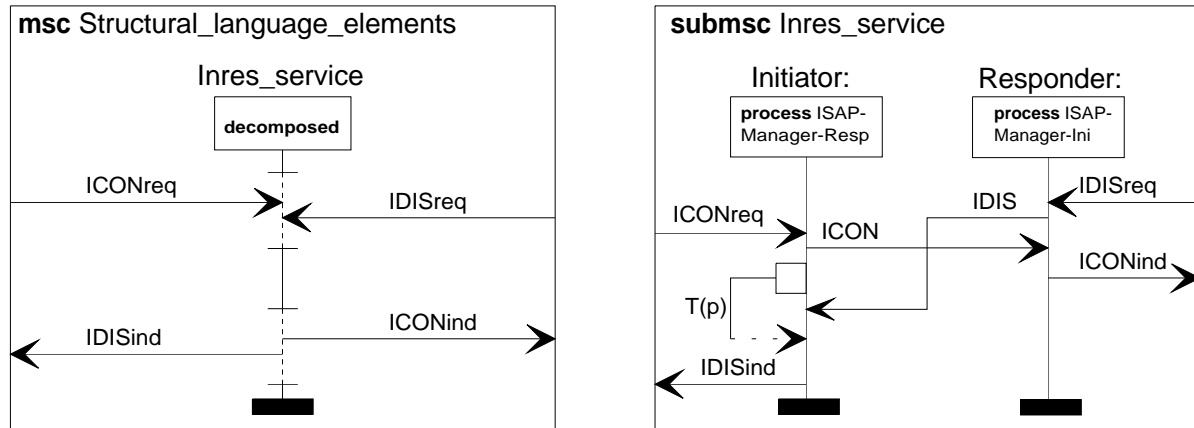 msc Structural_language_elements
Inres_service
decomposed
ICONreq
IDISreq
ICONind
IDISind
submsc Inres_service
Initiator:
Responder:
process ISAP-
Manager-Resp
process ISAP-
Manager-Ini
IDISreq
IDIS
ICONreq
ICON
ICONind
T(p)
IDISind